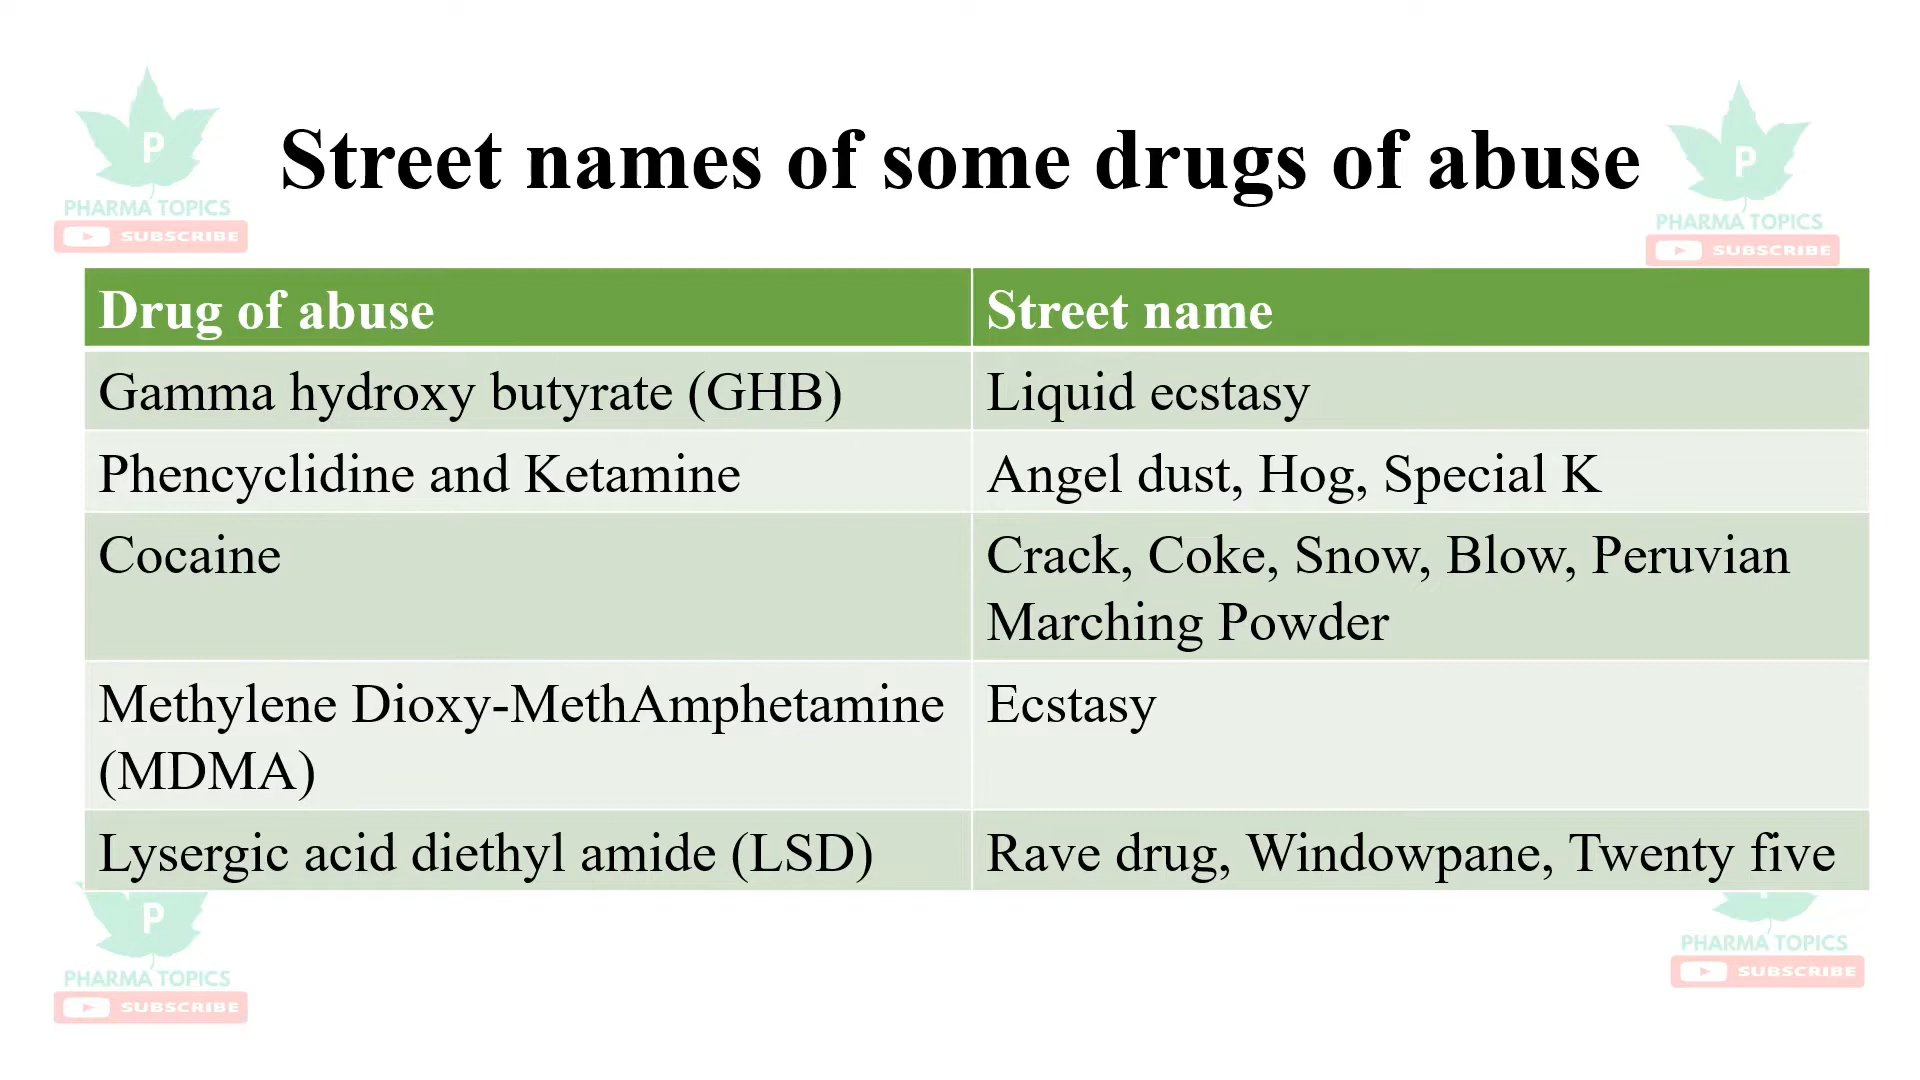 P
PHARMA TOPICS
SUBSCRIBE
Street names of some drugs of abuse
P
PHARMA TOPICS
SUBSCRIBE
Drug of abuse Street name
Gamma hydroxy butyrate (GHB) Liquid ecstasy
Phencyclidine and Ketamine Angel dust, Hog, Special K
Cocaine Crack, Coke, Snow, Blow, Peruvian
Marching Powder
Methylene Dioxy-MethAmphetamine Ecstasy
(MDMA)
Lysergic acid diethyl amide (LSD) Rave drug, Windowpane, Twenty five
P
PHARMA TOPICS
SUBSCRIBE
PHARMA TOPICS
SUBSCRIBE